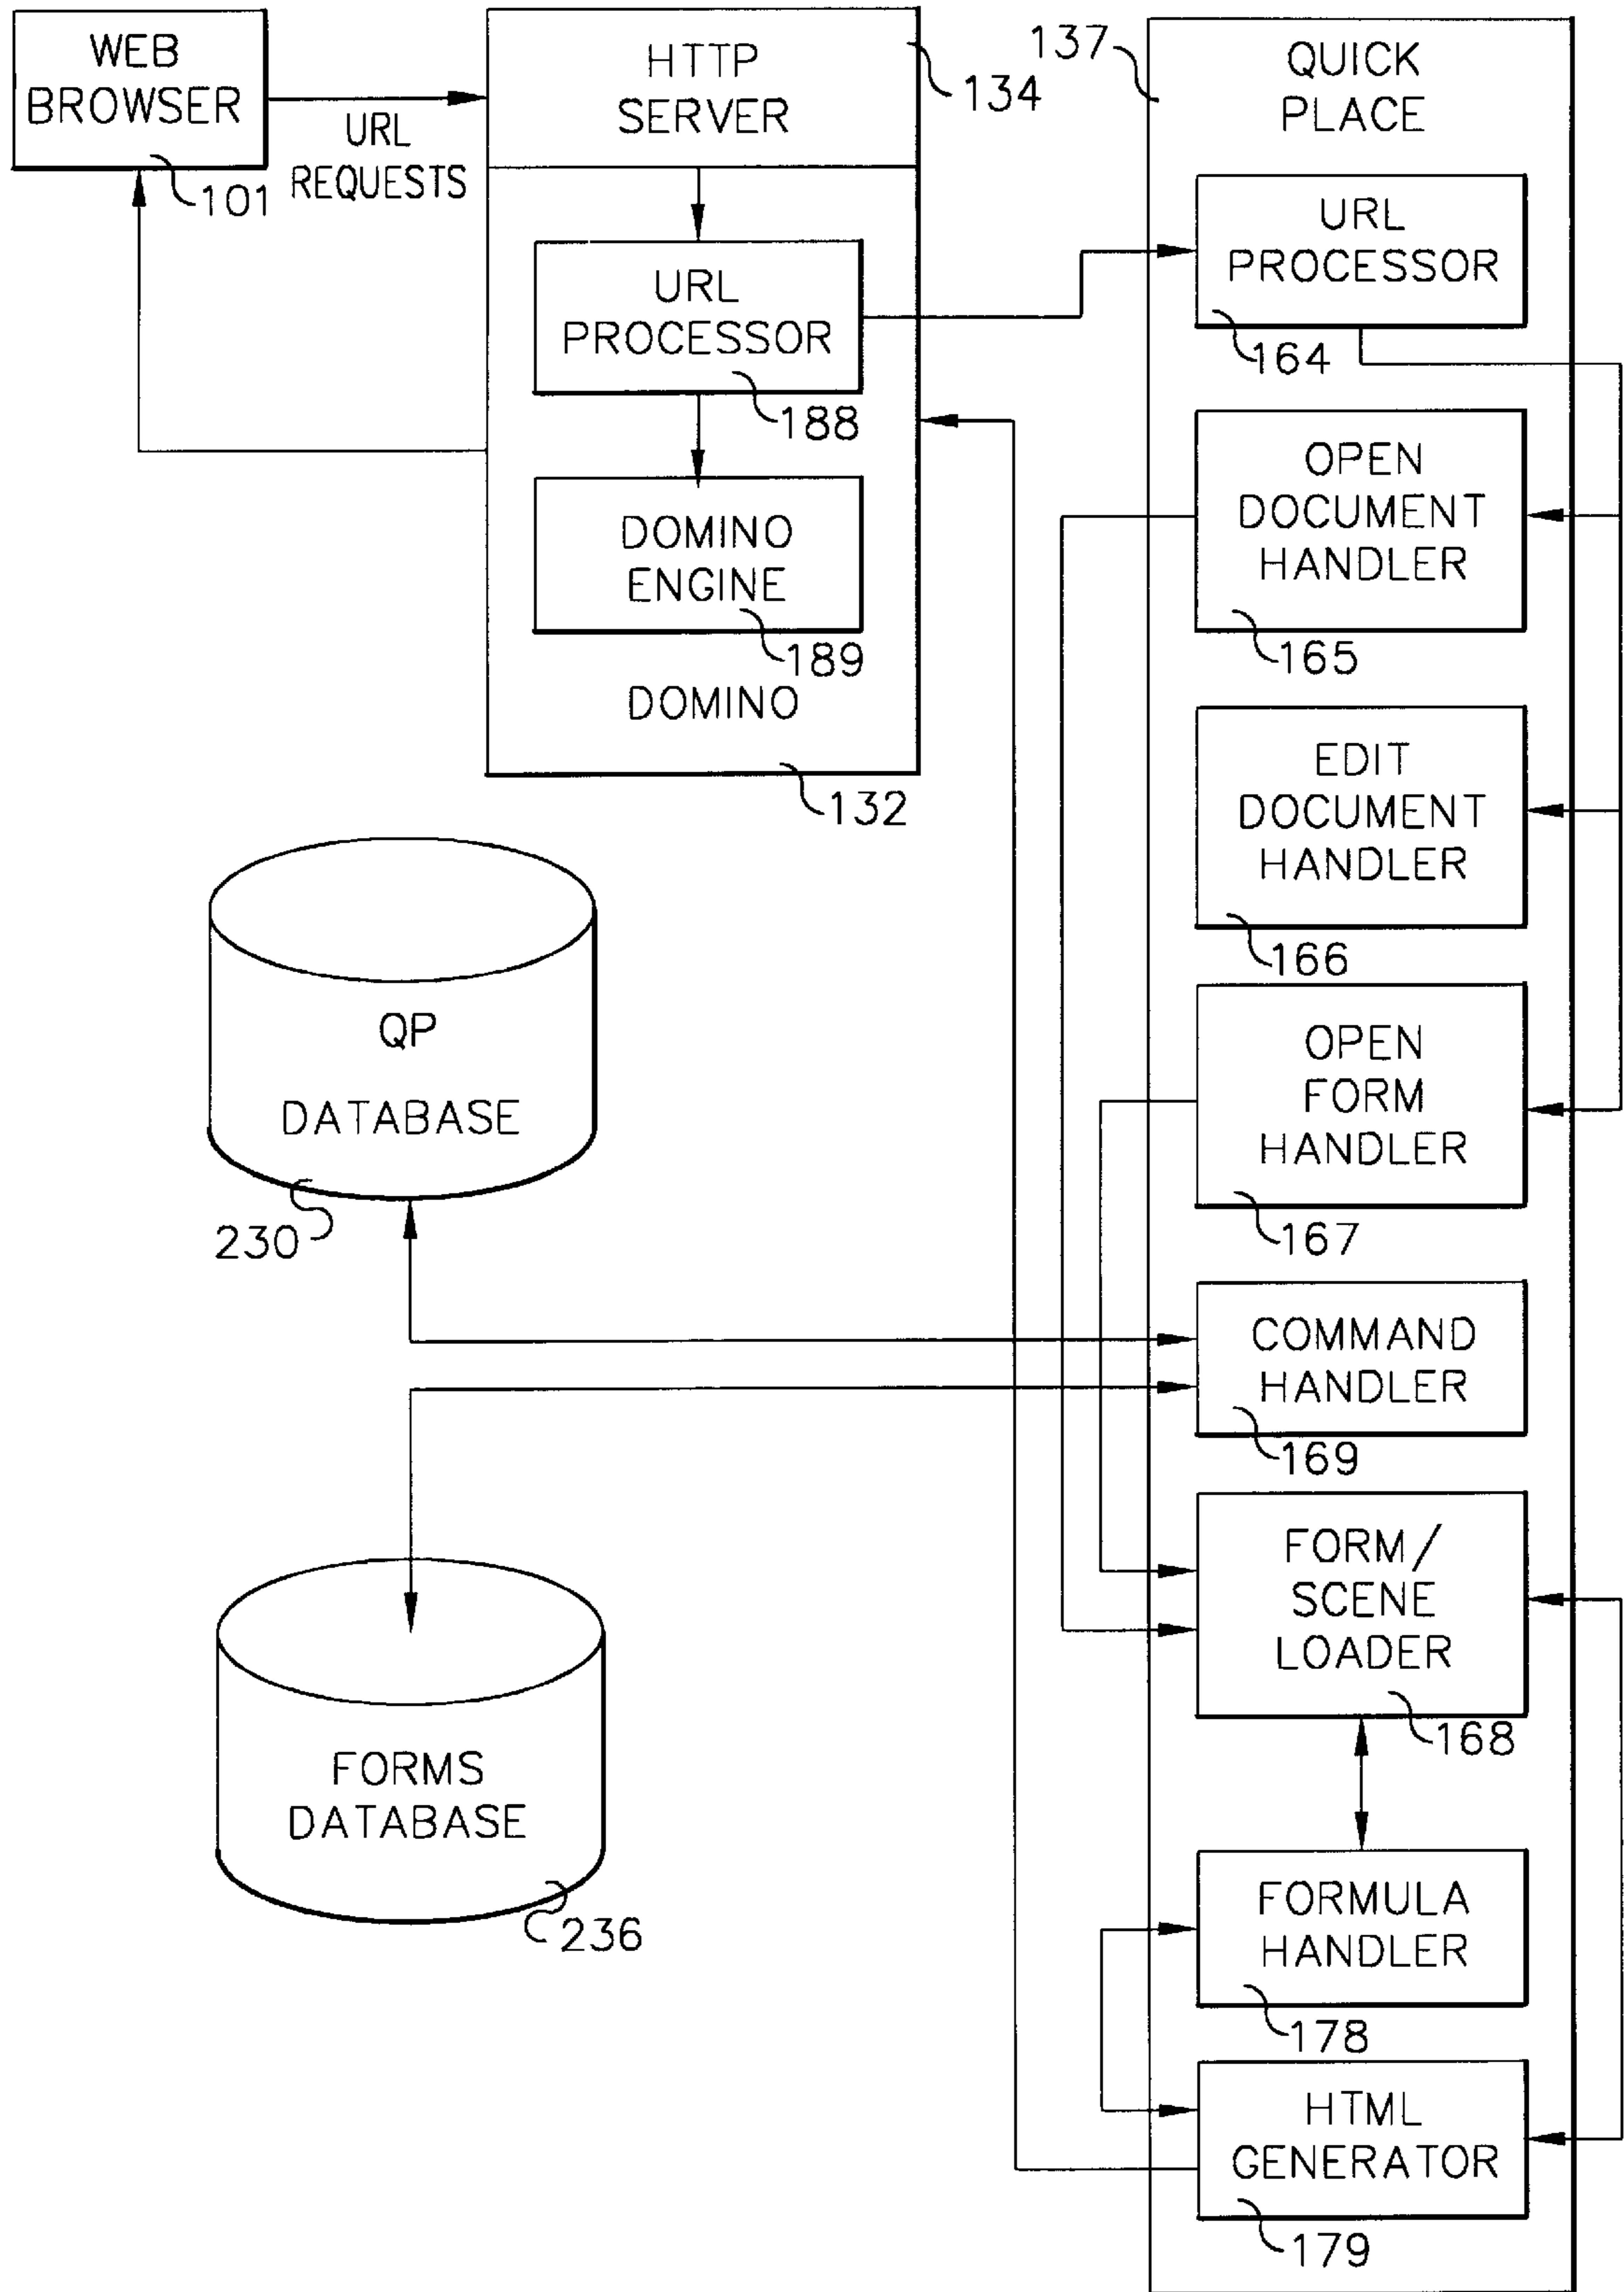 WEB
BROWSER
101
URL
REQUESTS
HTTP
SERVER
134
URL
PROCESSOR
188
DOMINO
ENGINE
189
DOMINO
132
QP
DATABASE
230
FORMS
DATABASE
236
137
QUICK
PLACE
URL
PROCESSOR
164
OPEN
DOCUMENT
HANDLER
165
EDIT
DOCUMENT
HANDLER
166
OPEN
FORM
HANDLER
167
COMMAND
HANDLER
169
FORM/
SCENE
LOADER
168
FORMULA
HANDLER
178
HTML
GENERATOR
179